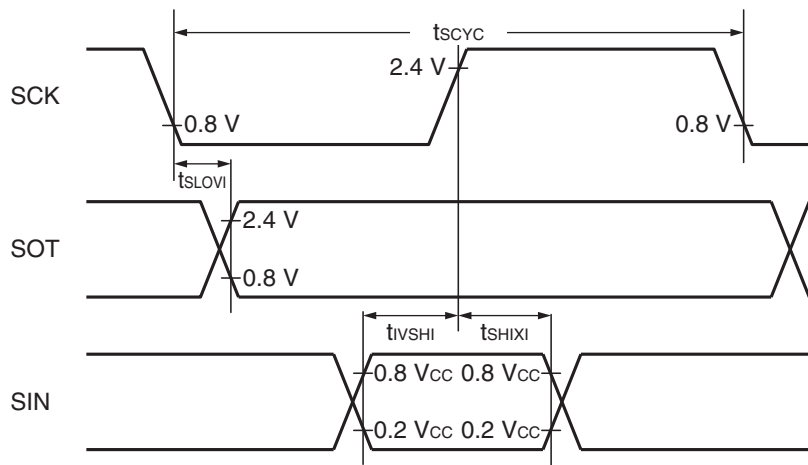 tSCYC
SCK
2.4 V
0.8 V
0.8 V
tSLOVI
SOT
2.4 V
0.8 V
tIVSHI
tSHIXI
SIN
0.8 VCC
0.8 VCC
0.2 VCC
0.2 VCC